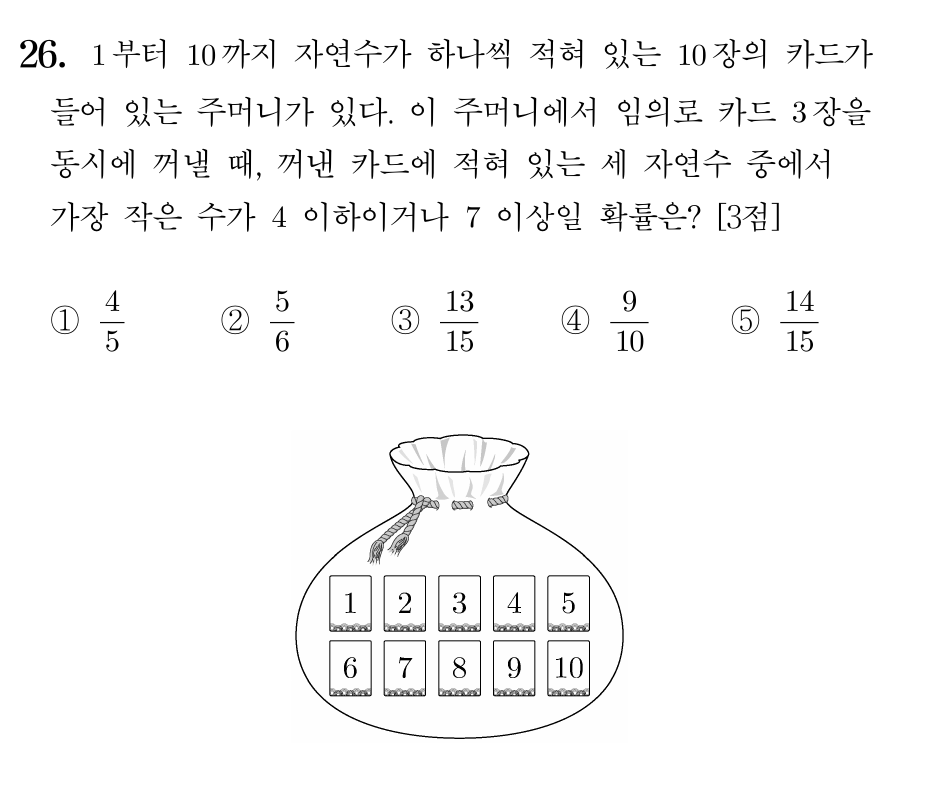 26. 1부터 10까지 자연수가 하나씩 적혀 있는 10장의 카드가
들어 있는 주머니가 있다. 이 주머니에서 임의로 카드 3장을
동시에 꺼낼 때, 꺼낸 카드에 적혀 있는 세 자연수 중에서
가장 작은 수가 4 이하이거나 7 이상일 확률은? [3점]
① 4/5 ② 5/6 ③ 13/15 ④ 9/10 ⑤ 14/15
1 2 3 4 5
6 7 8 9 10